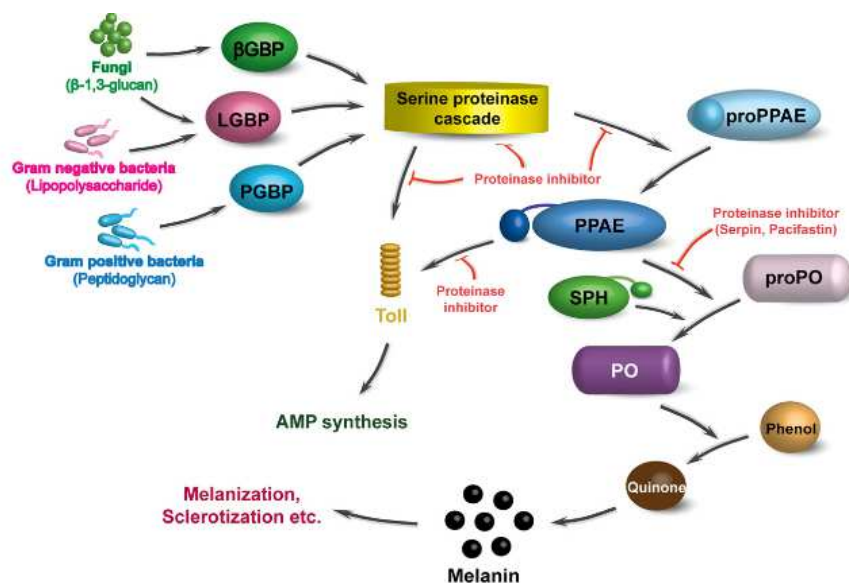 Fungi
(β-1,3-glucan)
βGBP
LGBP
PGBP
Gram negative bacteria
(Lipopolysaccharide)
Gram positive bacteria
(Peptidoglycan)
Serine proteinase
cascade
proPPAE
Proteinase inhibitor
PPAE
Proteinase inhibitor
(Serpin, Pacifastin)
Toll
Proteinase
inhibitor
SPH
proPO
PO
AMP synthesis
Phenol
Quinone
Melanization,
Sclerotization etc.
Melanin